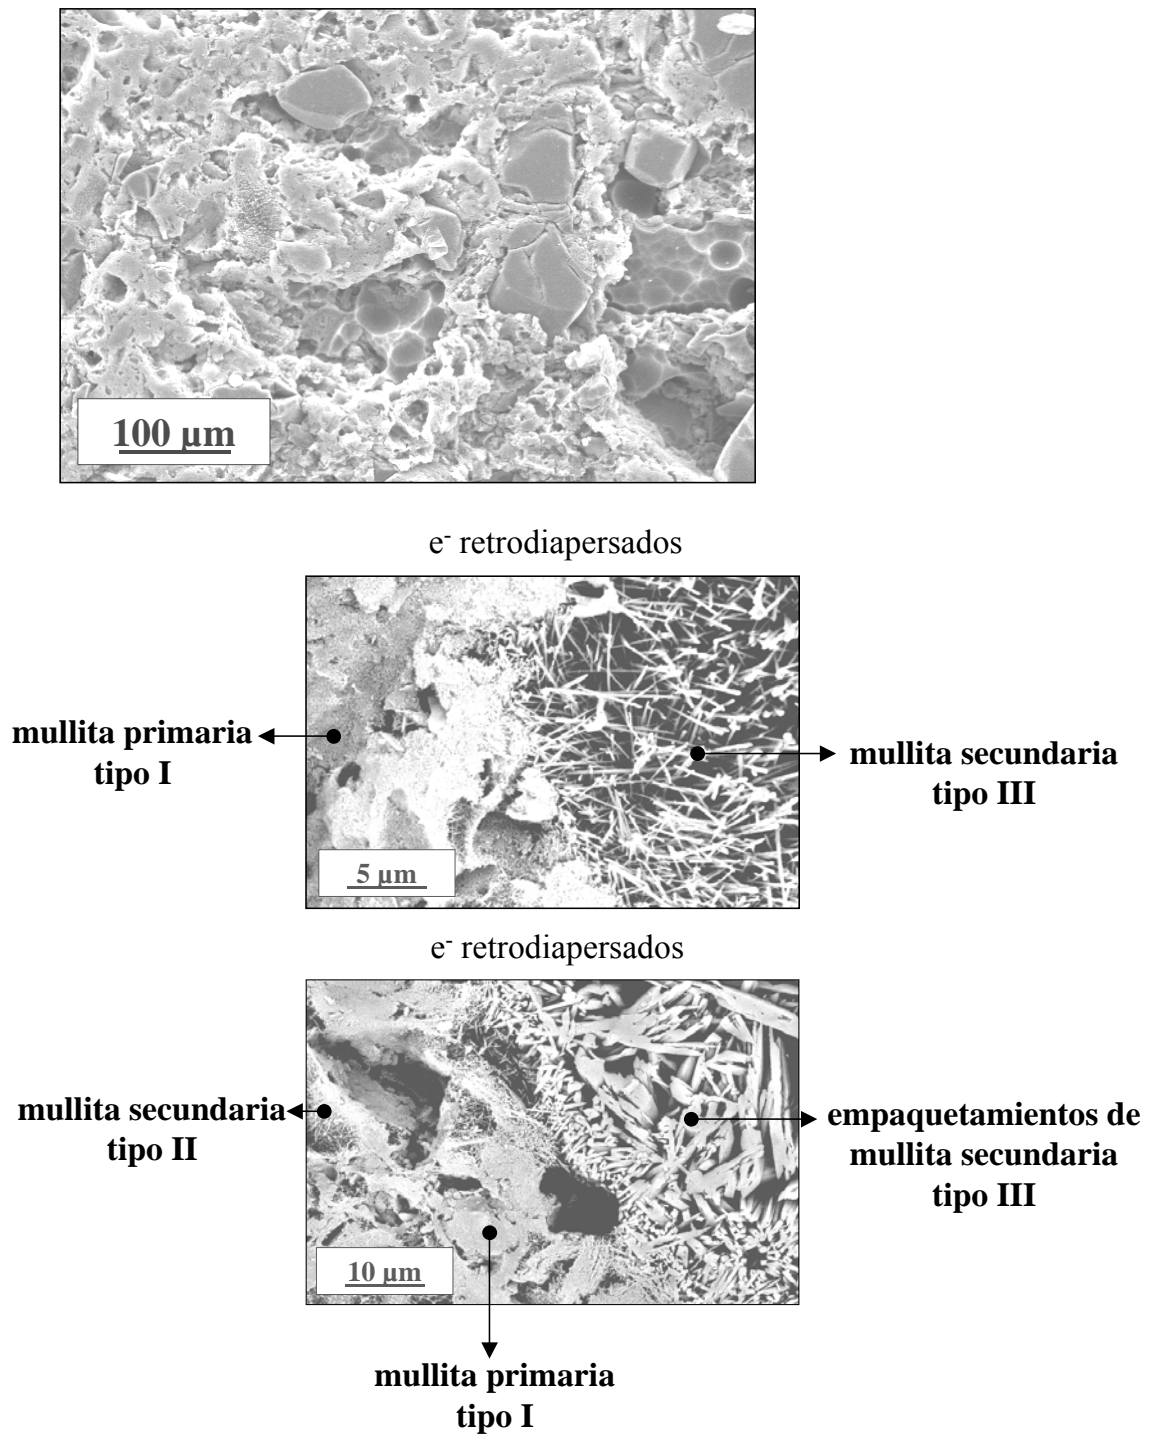 100 µm
e- retrodiapersados
mullita primaria
tipo I
mullita secundaria
tipo III
5 µm
e- retrodiapersados
mullita secundaria
tipo II
empaquetamientos de
mullita secundaria
tipo III
10 µm
mullita primaria
tipo I